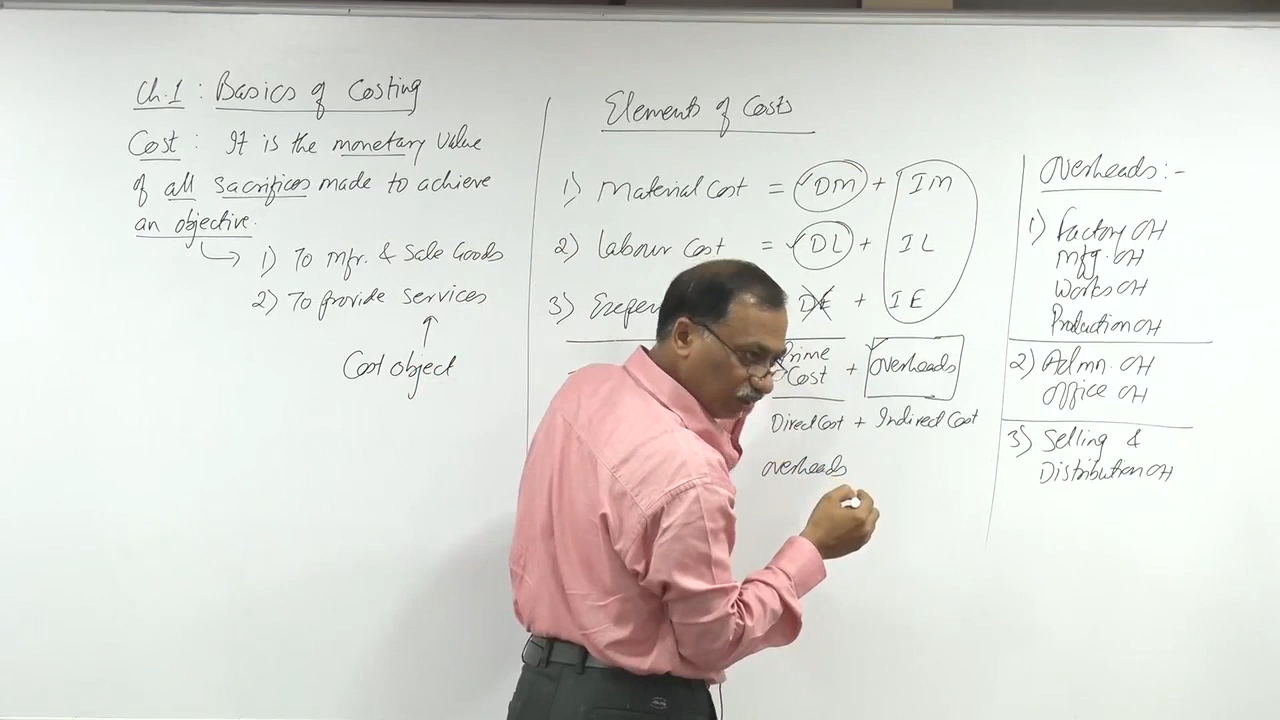 Ch.1 : Basics of Costing
Cost : It is the monetary value
of all sacrifices made to achieve
an objective.
1) To Mfr. & Sale Goods
2) To provide services
Cost object
Elements of Costs
1) Material Cost = DM + IM
2) Labour Cost = DL + IL
3) DE + IE
Prime
Cost + Overheads
Direct Cost + Indirect Cost
overheads
Overheads :-
1) Factory OH
Mfg. OH
Works OH
Production OH
2) Admn. OH
Office OH
3) Selling &
Distribution OH